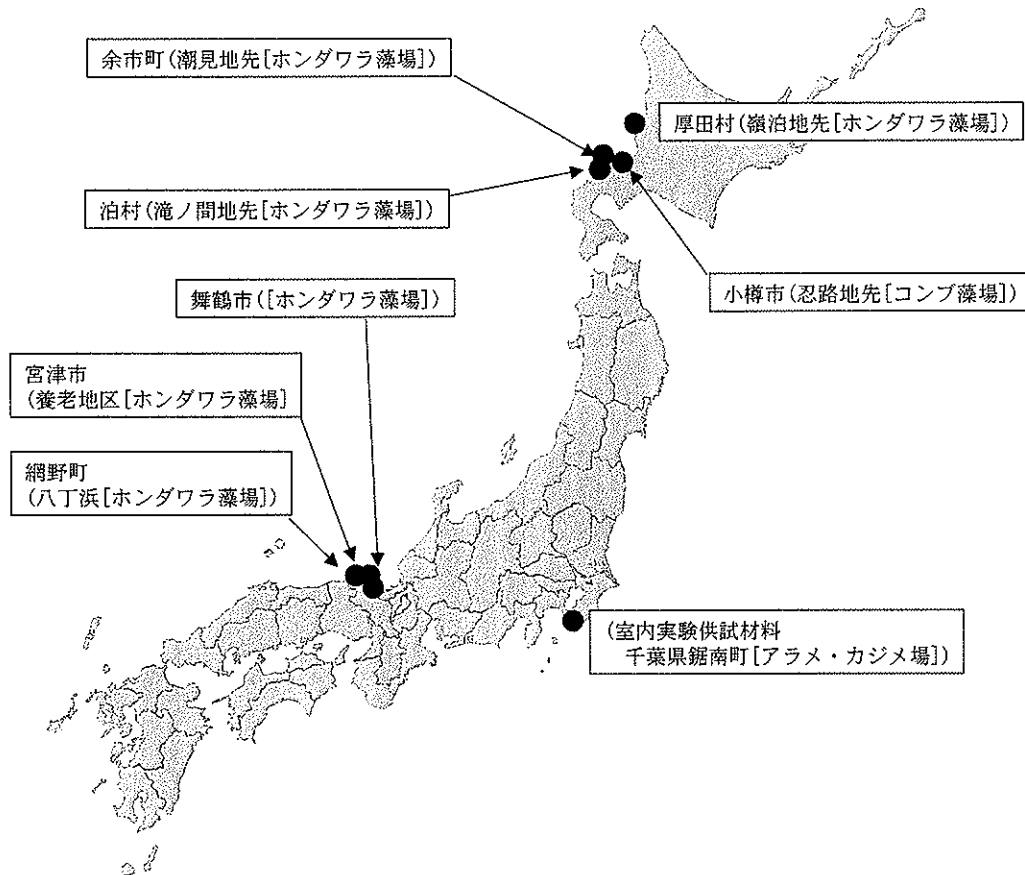 余市町(潮見地先[ホンダワラ藻場])
厚田村(嶺泊地先[ホンダワラ藻場])
泊村(滝ノ間地先[ホンダワラ藻場])
小樽市(忍路地先[コンブ藻場])
舞鶴市([ホンダワラ藻場])
宮津市
(養老地区[ホンダワラ藻場]
網野町
(八丁浜[ホンダワラ藻場])
(室内実験供試材料
千葉県鋸南町[アラメ・カジメ場])